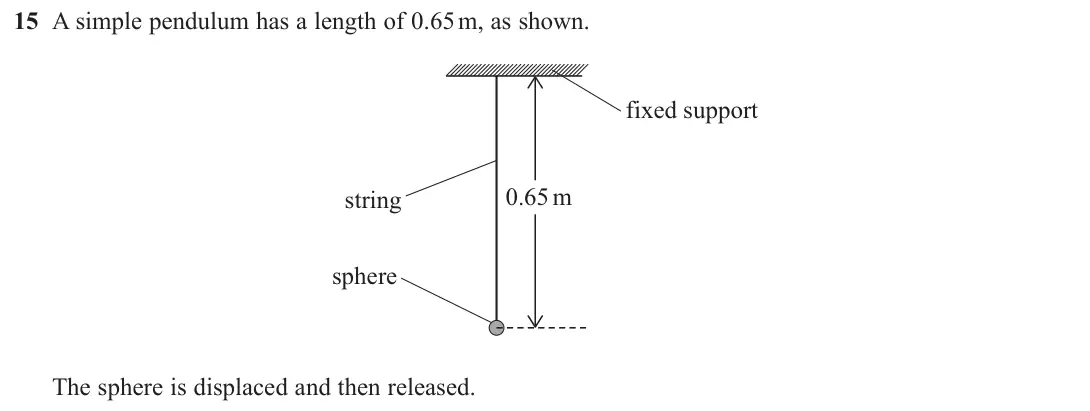 15 A simple pendulum has a length of 0.65 m, as shown.
fixed support
string
0.65 m
sphere
The sphere is displaced and then released.